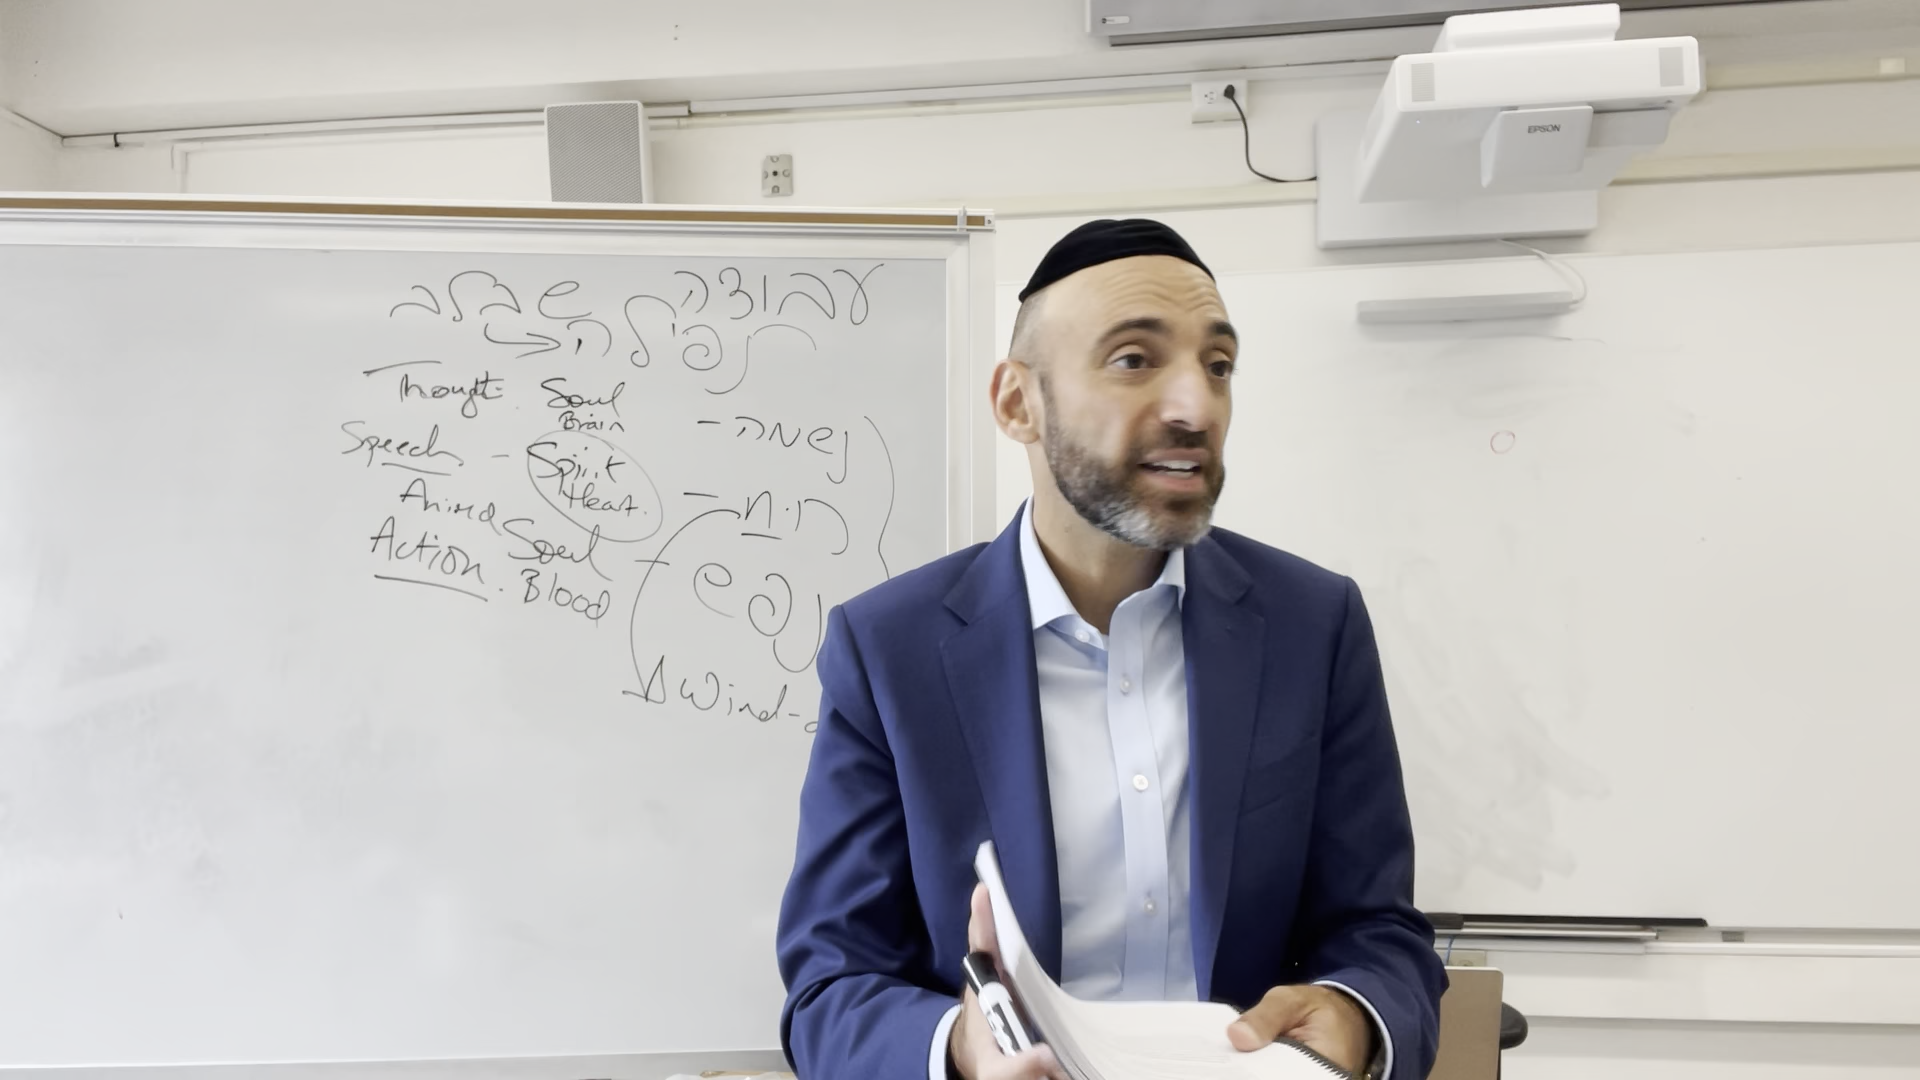 EPSON
עבודה שבלב
תפילה
Thought Soul
Brain
נשמה -
Speech - Spirit
Heart.
רוח -
Animal Soul -
נפש
Action. Blood
Wind-